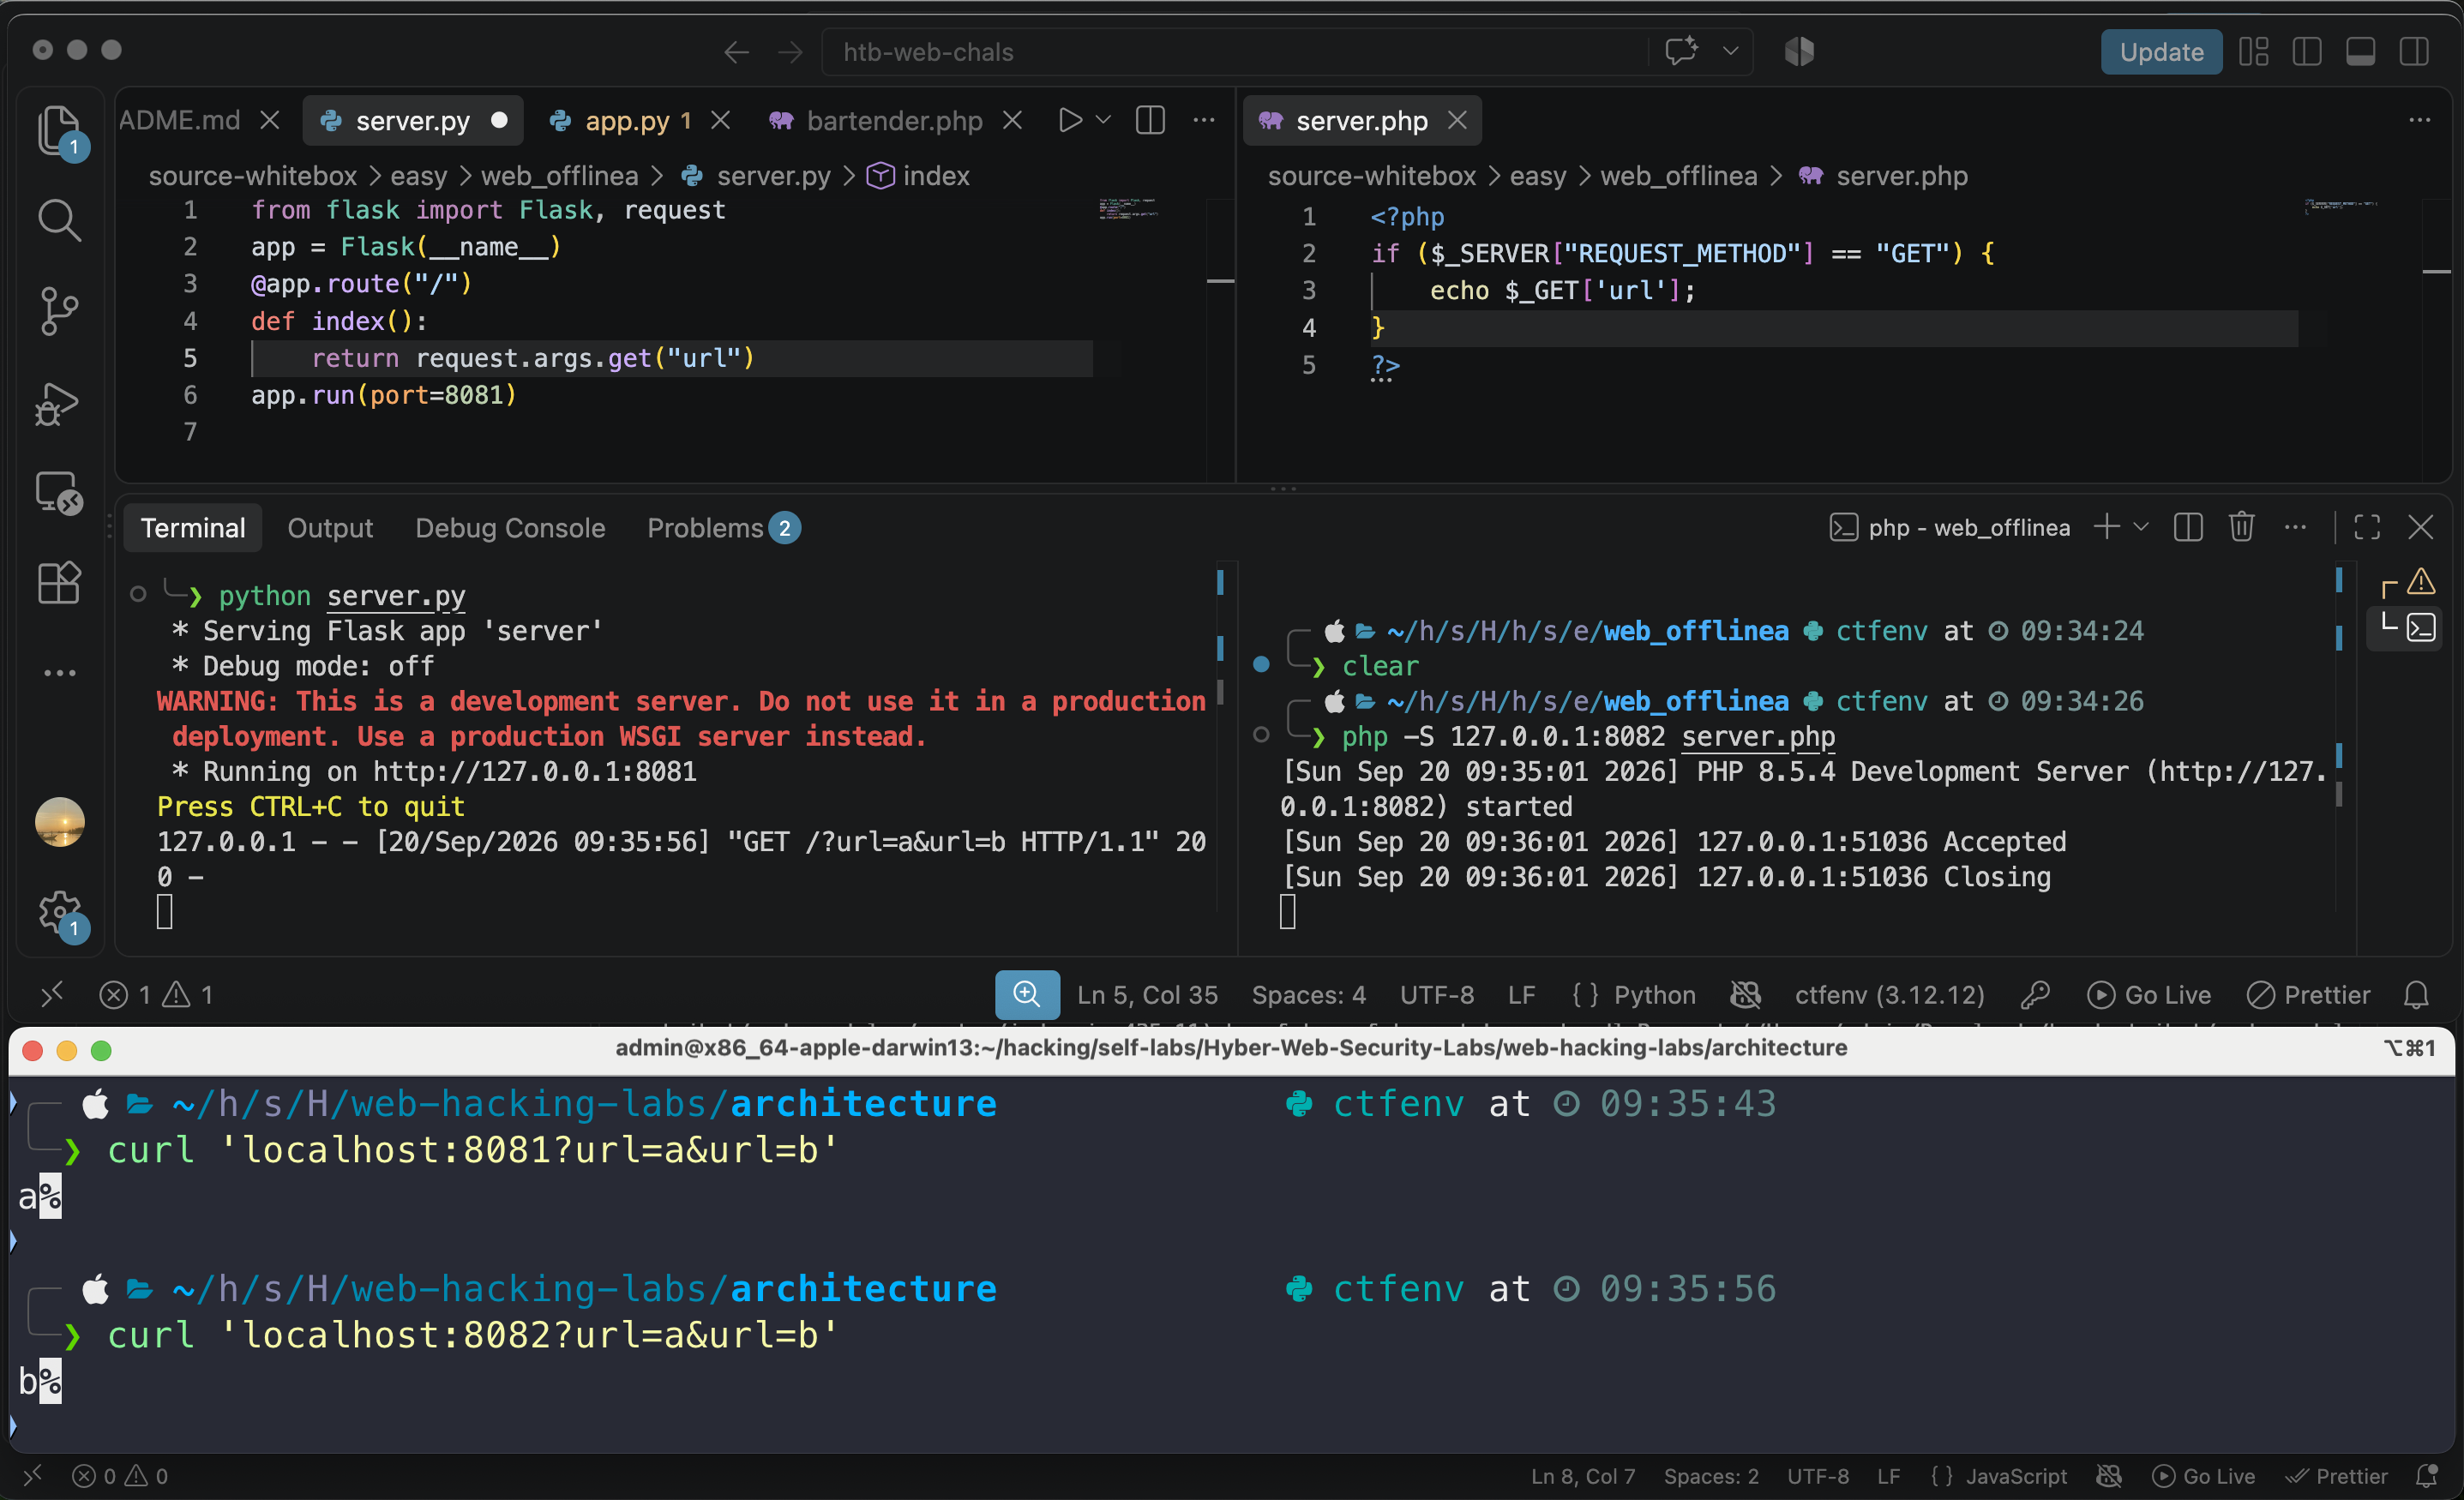 htb-web-chals
Update
ADME.md
server.py
app.py 1
bartender.php
server.php
1
source-whitebox > easy > web_offlinea > server.py > index
1 from flask import Flask, request
2 app = Flask(__name__)
3 @app.route("/")
4 def index():
5     return request.args.get("url")
6 app.run(port=8081)
7
source-whitebox > easy > web_offlinea > server.php
1 <?php
2 if ($_SERVER["REQUEST_METHOD"] == "GET") {
3     echo $_GET['url'];
4 }
5 ?>
Terminal Output Debug Console Problems 2
php - web_offlinea
❯ python server.py
* Serving Flask app 'server'
* Debug mode: off
WARNING: This is a development server. Do not use it in a production
deployment. Use a production WSGI server instead.
* Running on http://127.0.0.1:8081
Press CTRL+C to quit
127.0.0.1 - - [20/Sep/2026 09:35:56] "GET /?url=a&url=b HTTP/1.1" 20
0 -
~/h/s/H/h/s/e/web_offlinea ctfenv at 09:34:24
❯ clear
~/h/s/H/h/s/e/web_offlinea ctfenv at 09:34:26
❯ php -S 127.0.0.1:8082 server.php
[Sun Sep 20 09:35:01 2026] PHP 8.5.4 Development Server (http://127.
0.0.1:8082) started
[Sun Sep 20 09:36:01 2026] 127.0.0.1:51036 Accepted
[Sun Sep 20 09:36:01 2026] 127.0.0.1:51036 Closing
1
1 1 Ln 5, Col 35 Spaces: 4 UTF-8 LF { } Python ctfenv (3.12.12) Go Live Prettier
admin@x86_64-apple-darwin13:~/hacking/self-labs/Hyber-Web-Security-Labs/web-hacking-labs/architecture ⌥⌘1
~/h/s/H/web-hacking-labs/architecture ctfenv at 09:35:43
❯ curl 'localhost:8081?url=a&url=b'
a%
~/h/s/H/web-hacking-labs/architecture ctfenv at 09:35:56
❯ curl 'localhost:8082?url=a&url=b'
b%
0 0 Ln 8, Col 7 Spaces: 2 UTF-8 LF { } JavaScript Go Live Prettier